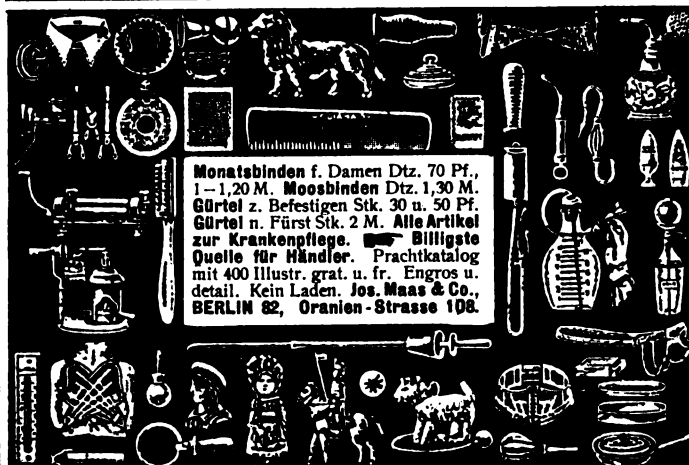 Monatsbinden f. Damen Dtz. 70 Pf.,
1–1,20 M. Moosbinden Dtz. 1,30 M.
Gürtel z. Befestigen Stk. 30 u. 50 Pf.
Gürtel n. Fürst Stk. 2 M. Alle Artikel
zur Krankenpflege. ☛ Billigste
Quelle für Händler. Prachtkatalog
mit 400 Illustr. grat. u. fr. Engros u.
detail. Kein Laden. Jos. Maas & Co.,
BERLIN 82, Oranien-Strasse 108.